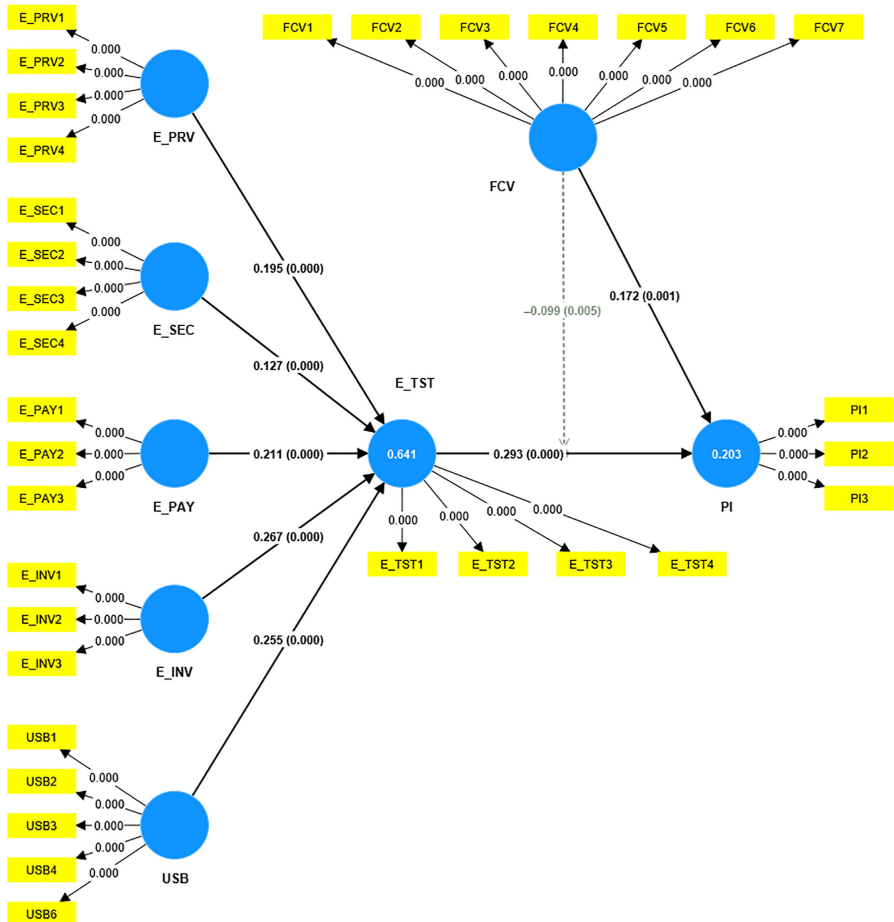 E_PRV1
E_PRV2
E_PRV3
E_PRV4
0.000
0.000
0.000
0.000
E_PRV
FCV1
FCV2
FCV3
FCV4
FCV5
FCV6
FCV7
0.000
0.000
0.000
0.000
0.000
0.000
0.000
FCV
E_SEC1
E_SEC2
E_SEC3
E_SEC4
0.000
0.000
0.000
0.000
E_SEC
0.195 (0.000)
0.127 (0.000)
–0.099 (0.005)
0.172 (0.001)
E_TST
E_PAY1
E_PAY2
E_PAY3
0.000
0.000
0.000
E_PAY
0.211 (0.000)
0.641
0.293 (0.000)
0.203
PI
0.000
0.000
0.000
PI1
PI2
PI3
0.000
0.000
0.000
0.000
E_TST1
E_TST2
E_TST3
E_TST4
0.267 (0.000)
E_INV1
E_INV2
E_INV3
0.000
0.000
0.000
E_INV
0.255 (0.000)
USB1
USB2
USB3
USB4
USB6
0.000
0.000
0.000
0.000
0.000
USB